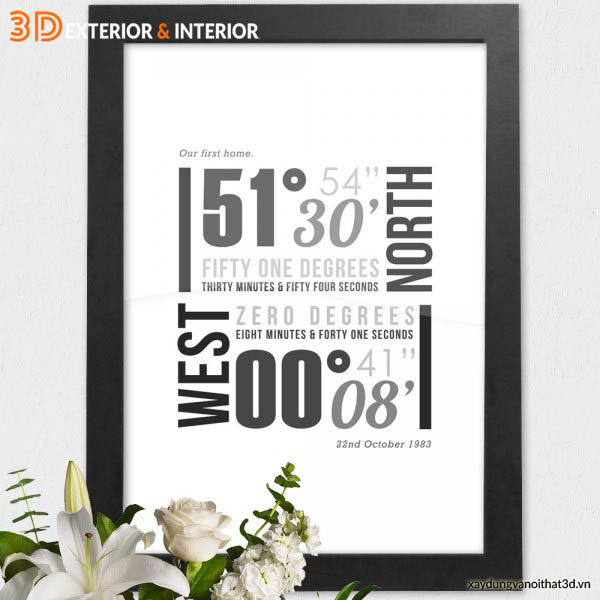 3D EXTERIOR & INTERIOR
Our first home.
51° 54”
30’
NORTH
FIFTY ONE DEGREES
THIRTY MINUTES & FIFTY FOUR SECONDS
WEST
ZERO DEGREES
EIGHT MINUTES & FORTY ONE SECONDS
00° 41”
08’
22nd October 1983
xaydungvanoithat3d.vn